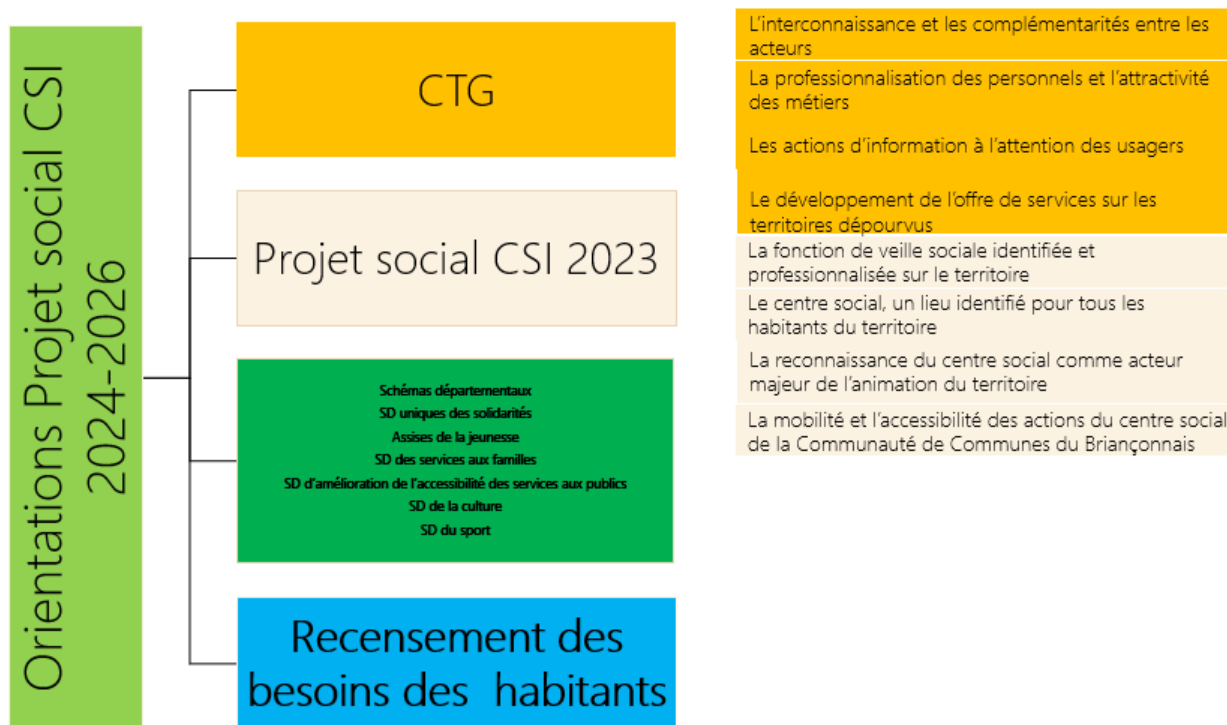 Orientations Projet social CSI
2024-2026
CTG
Projet social CSI 2023
Schémas départementaux
SD uniques des solidarités
Assises de la jeunesse
SD des services aux familles
SD d'amélioration de l'accessibilité des services aux publics
SD de la culture
SD du sport
Recensement des
besoins des habitants
L'interconnaissance et les complémentarités entre les
acteurs
La professionnalisation des personnels et l'attractivité
des métiers
Les actions d'information à l'attention des usagers
Le développement de l'offre de services sur les
territoires dépourvus
La fonction de veille sociale identifiée et
professionnalisée sur le territoire
Le centre social, un lieu identifié pour tous les
habitants du territoire
La reconnaissance du centre social comme acteur
majeur de l'animation du territoire
La mobilité et l'accessibilité des actions du centre social
de la Communauté de Communes du Briançonnais